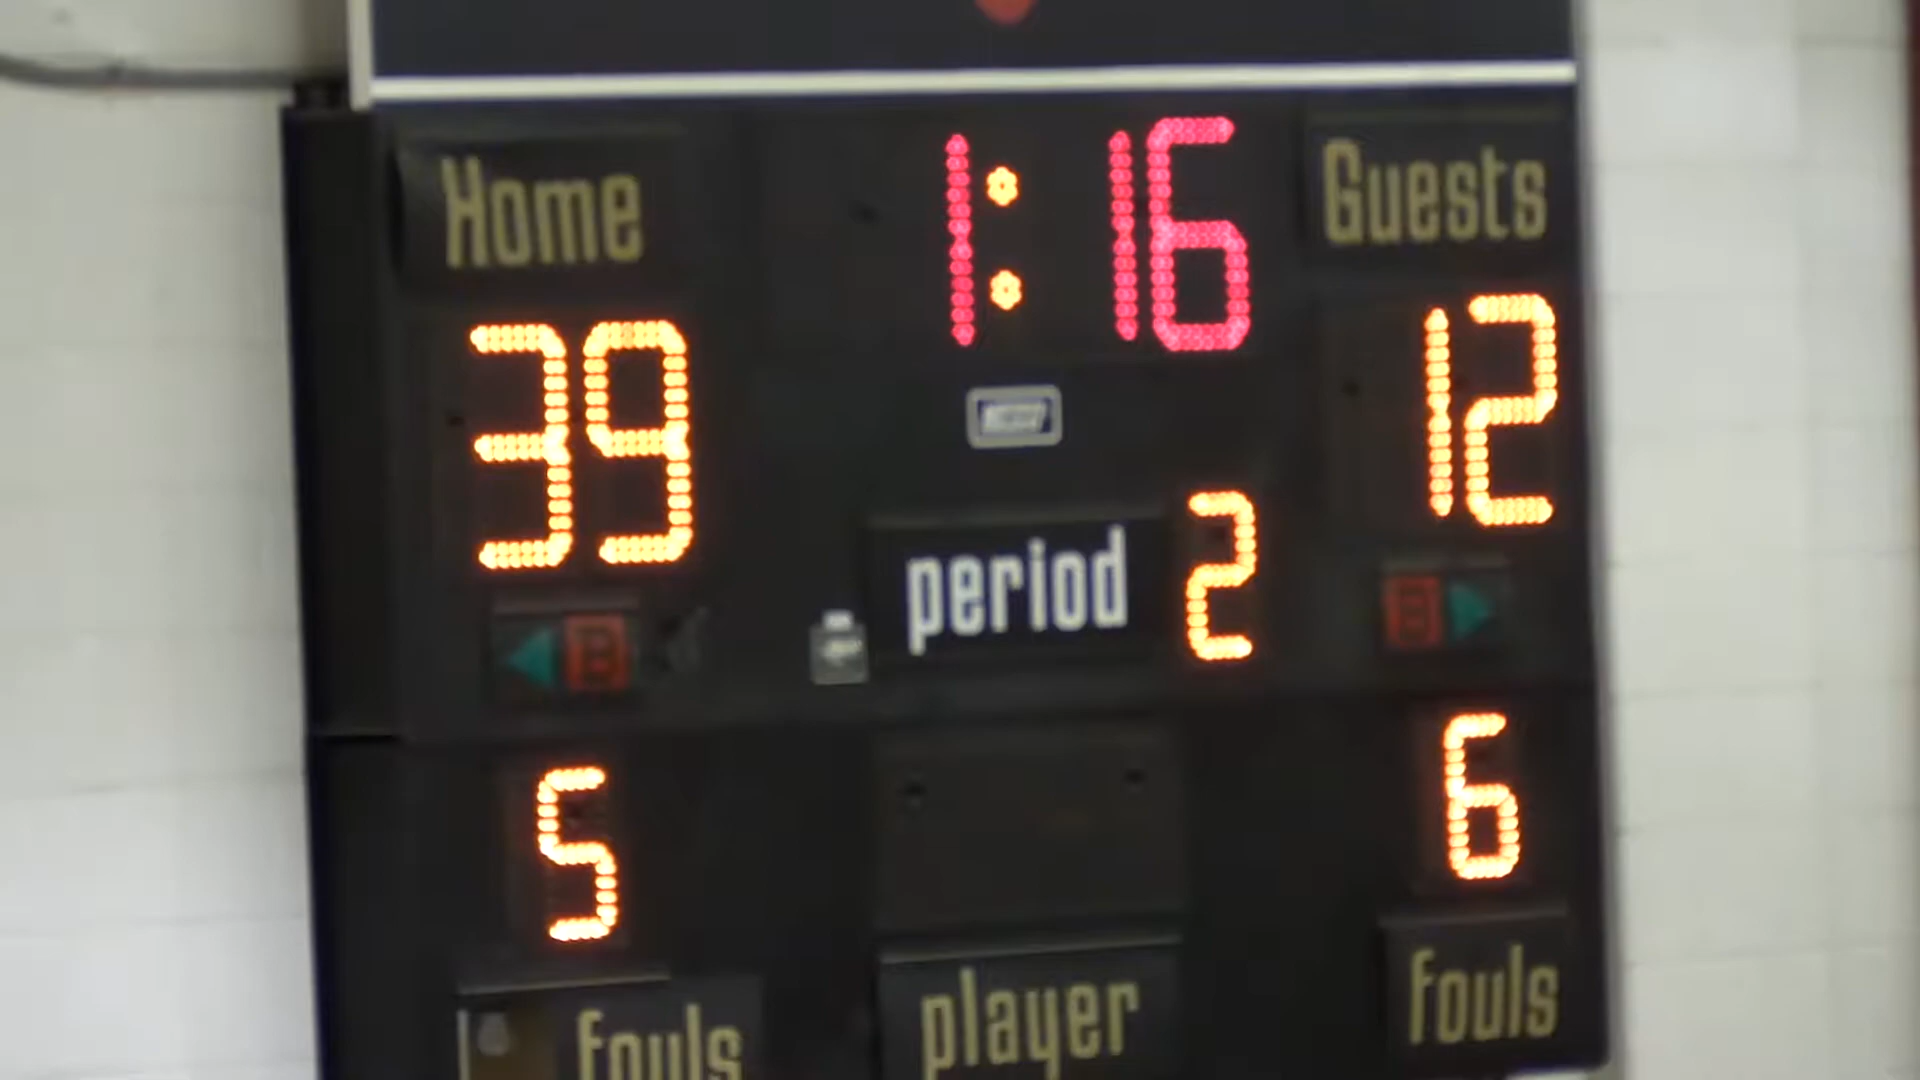 Home 1:16 Guests
39 12
period 2
B B
5 6
fouls player fouls